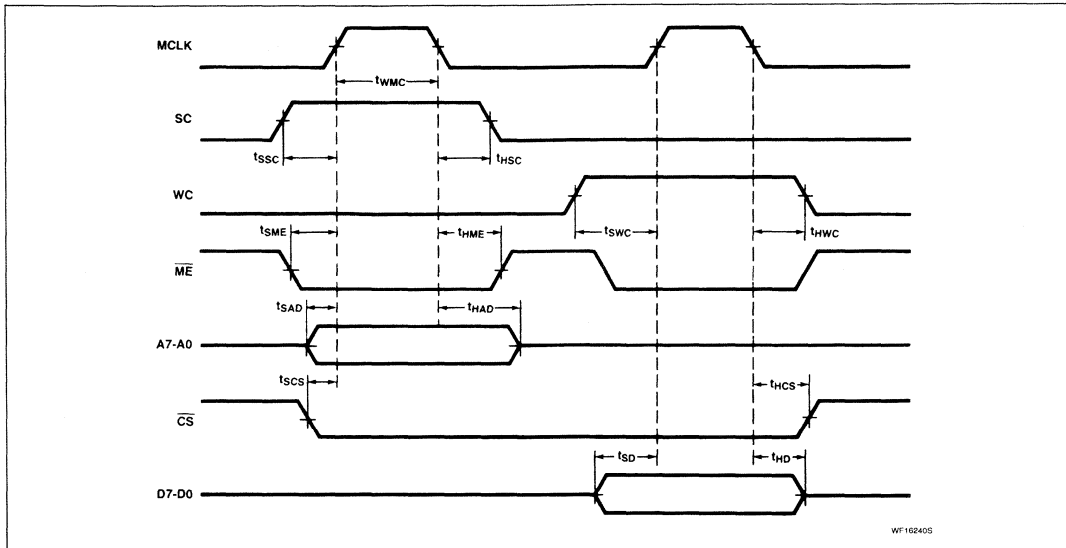 MCLK
tWMC
SC
tSSC
tHSC
WC
tSME
tHME
tSWC
tHWC
ME
tSAD
tHAD
A7-A0
tSCS
tHCS
CS
tSD
tHD
D7-D0
WF16240S